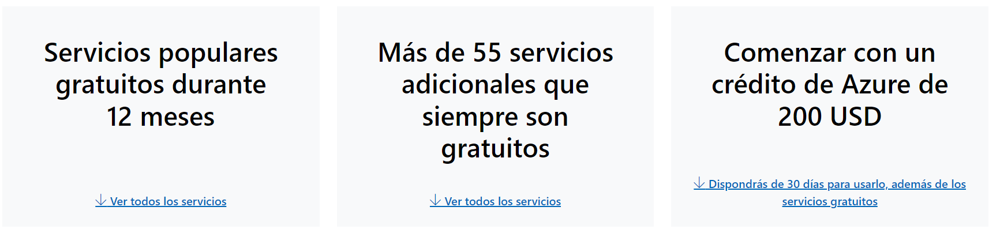 Servicios populares
gratuitos durante
12 meses
↓ Ver todos los servicios
Más de 55 servicios
adicionales que
siempre son
gratuitos
↓ Ver todos los servicios
Comenzar con un
crédito de Azure de
200 USD
↓ Dispondrás de 30 días para usarlo, además de los
servicios gratuitos